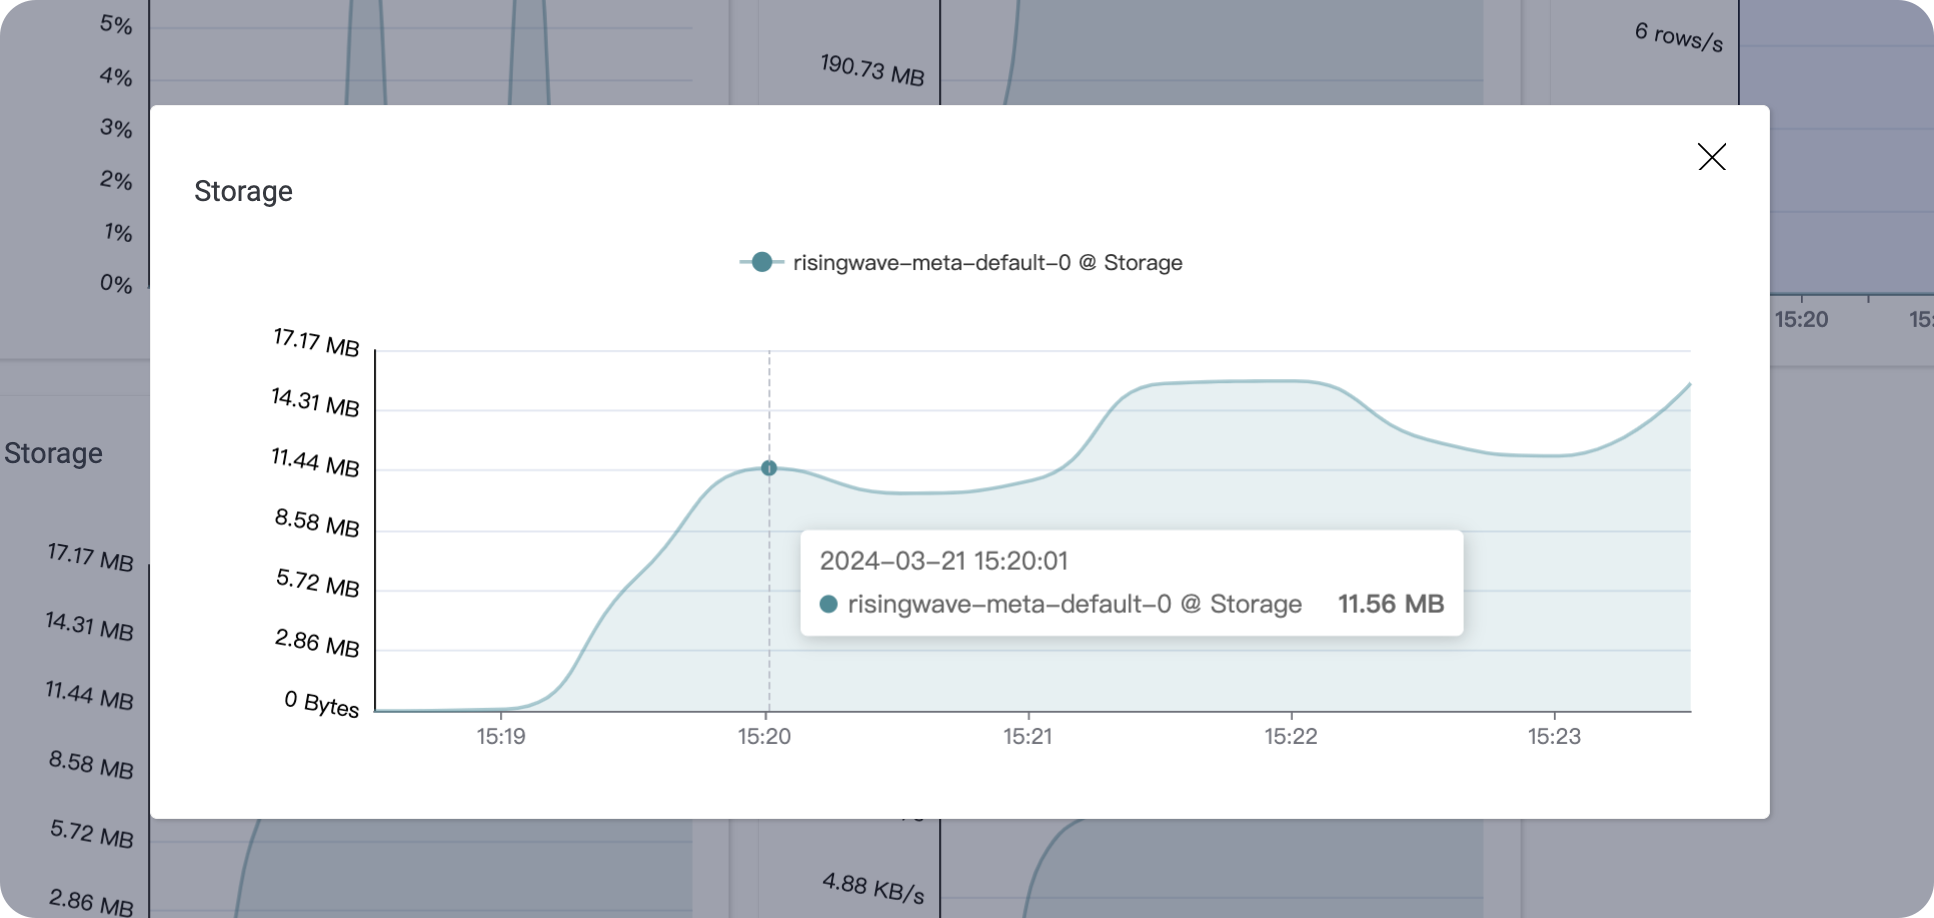 5%
4%
3%
2%
1%
0%
190.73 MB
6 rows/s
15:20
Storage
risingwave-meta-default-0 @ Storage
17.17 MB
14.31 MB
11.44 MB
8.58 MB
5.72 MB
2.86 MB
0 Bytes
2024-03-21 15:20:01
risingwave-meta-default-0 @ Storage 11.56 MB
15:19 15:20 15:21 15:22 15:23
Storage
17.17 MB
14.31 MB
11.44 MB
8.58 MB
5.72 MB
2.86 MB
4.88 KB/s